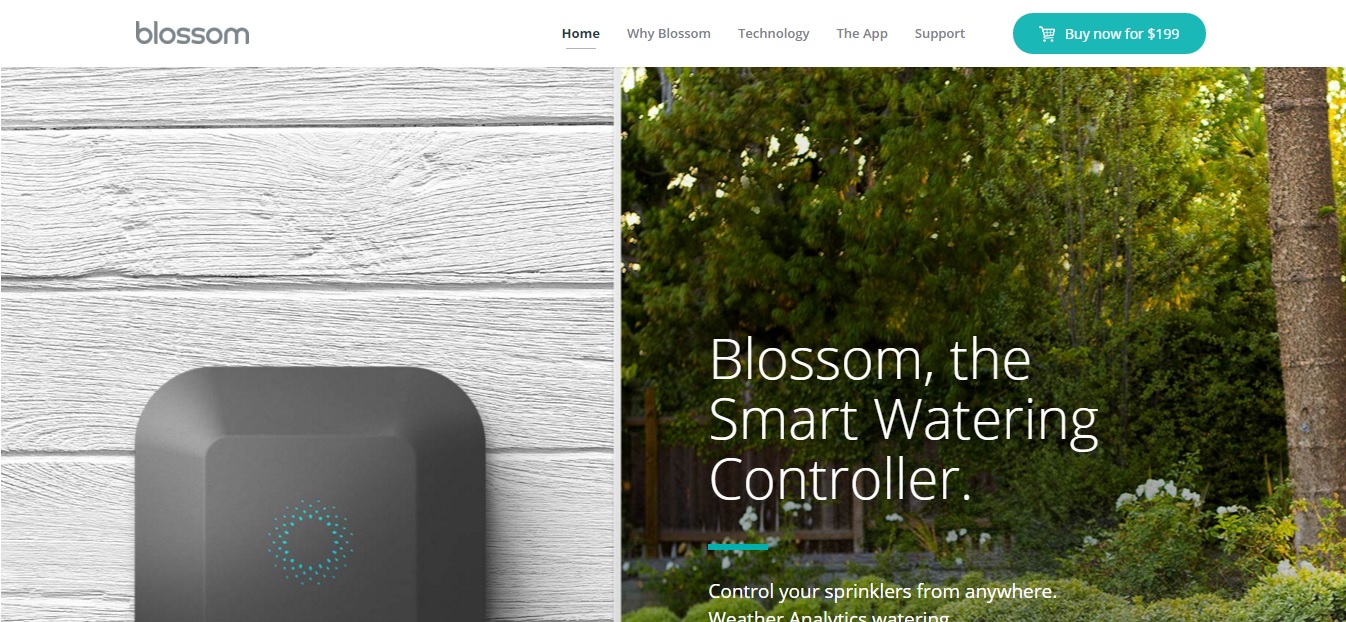 blossom
Home
Why Blossom
Technology
The App
Support
Buy now for $199
Blossom, the
Smart Watering
Controller.
Control your sprinklers from anywhere.
Weather Analytics watering